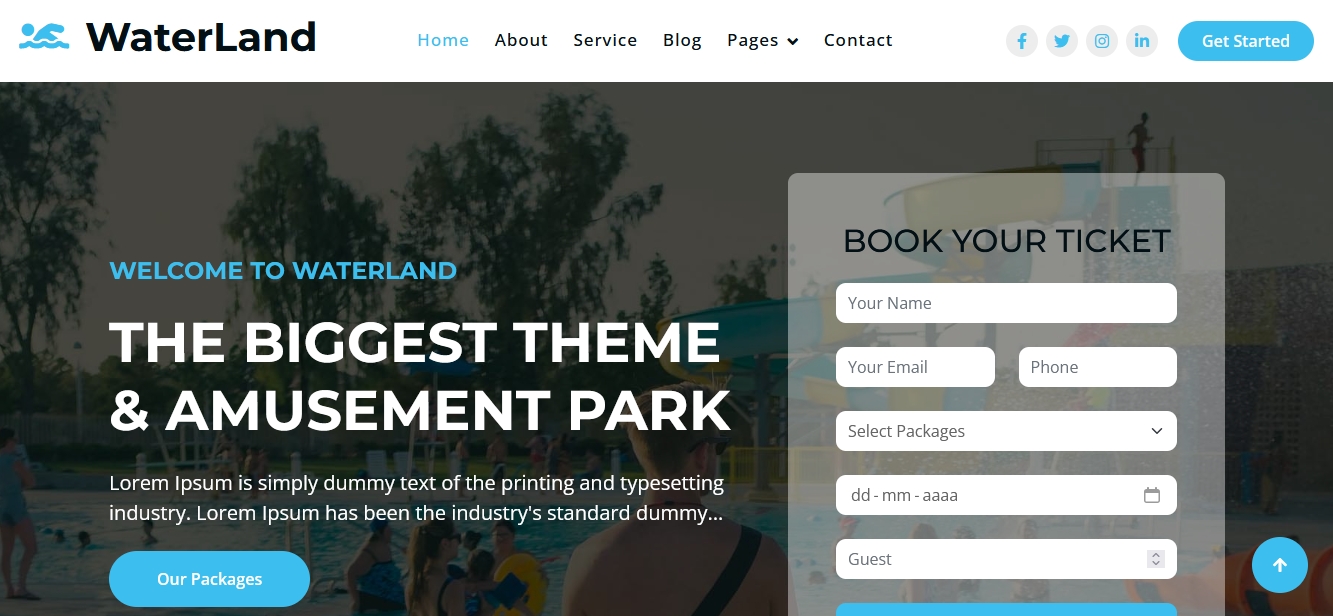 WaterLand
Home About Service Blog Pages Contact
Get Started
WELCOME TO WATERLAND
THE BIGGEST THEME
& AMUSEMENT PARK
Lorem Ipsum is simply dummy text of the printing and typesetting
industry. Lorem Ipsum has been the industry's standard dummy...
Our Packages
BOOK YOUR TICKET
Your Name
Your Email Phone
Select Packages
dd-mm-aaaa
Guest